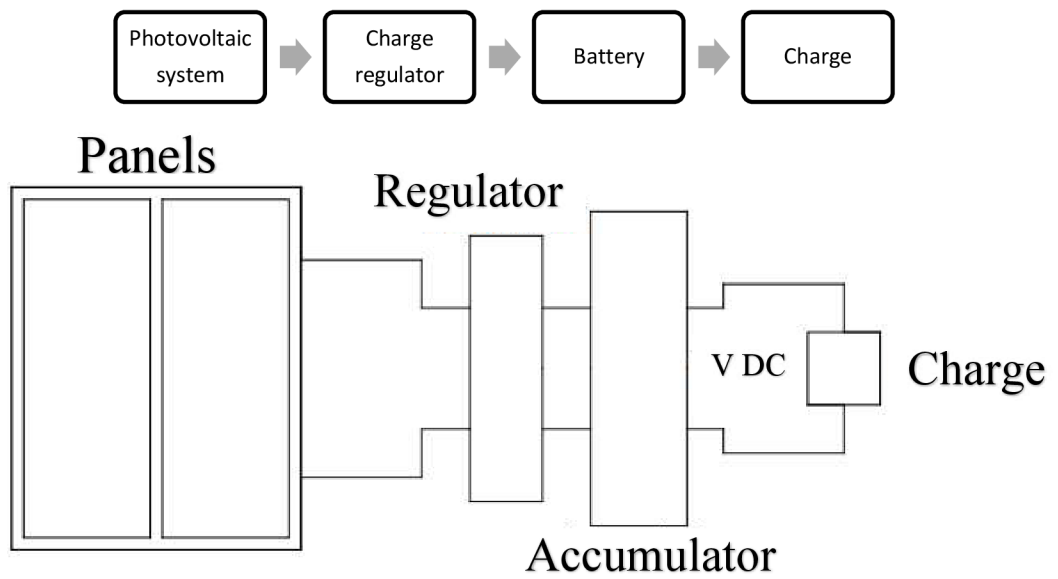 Photovoltaic
system
Charge
regulator
Battery
Charge
Panels
Regulator
V DC
Charge
Accumulator